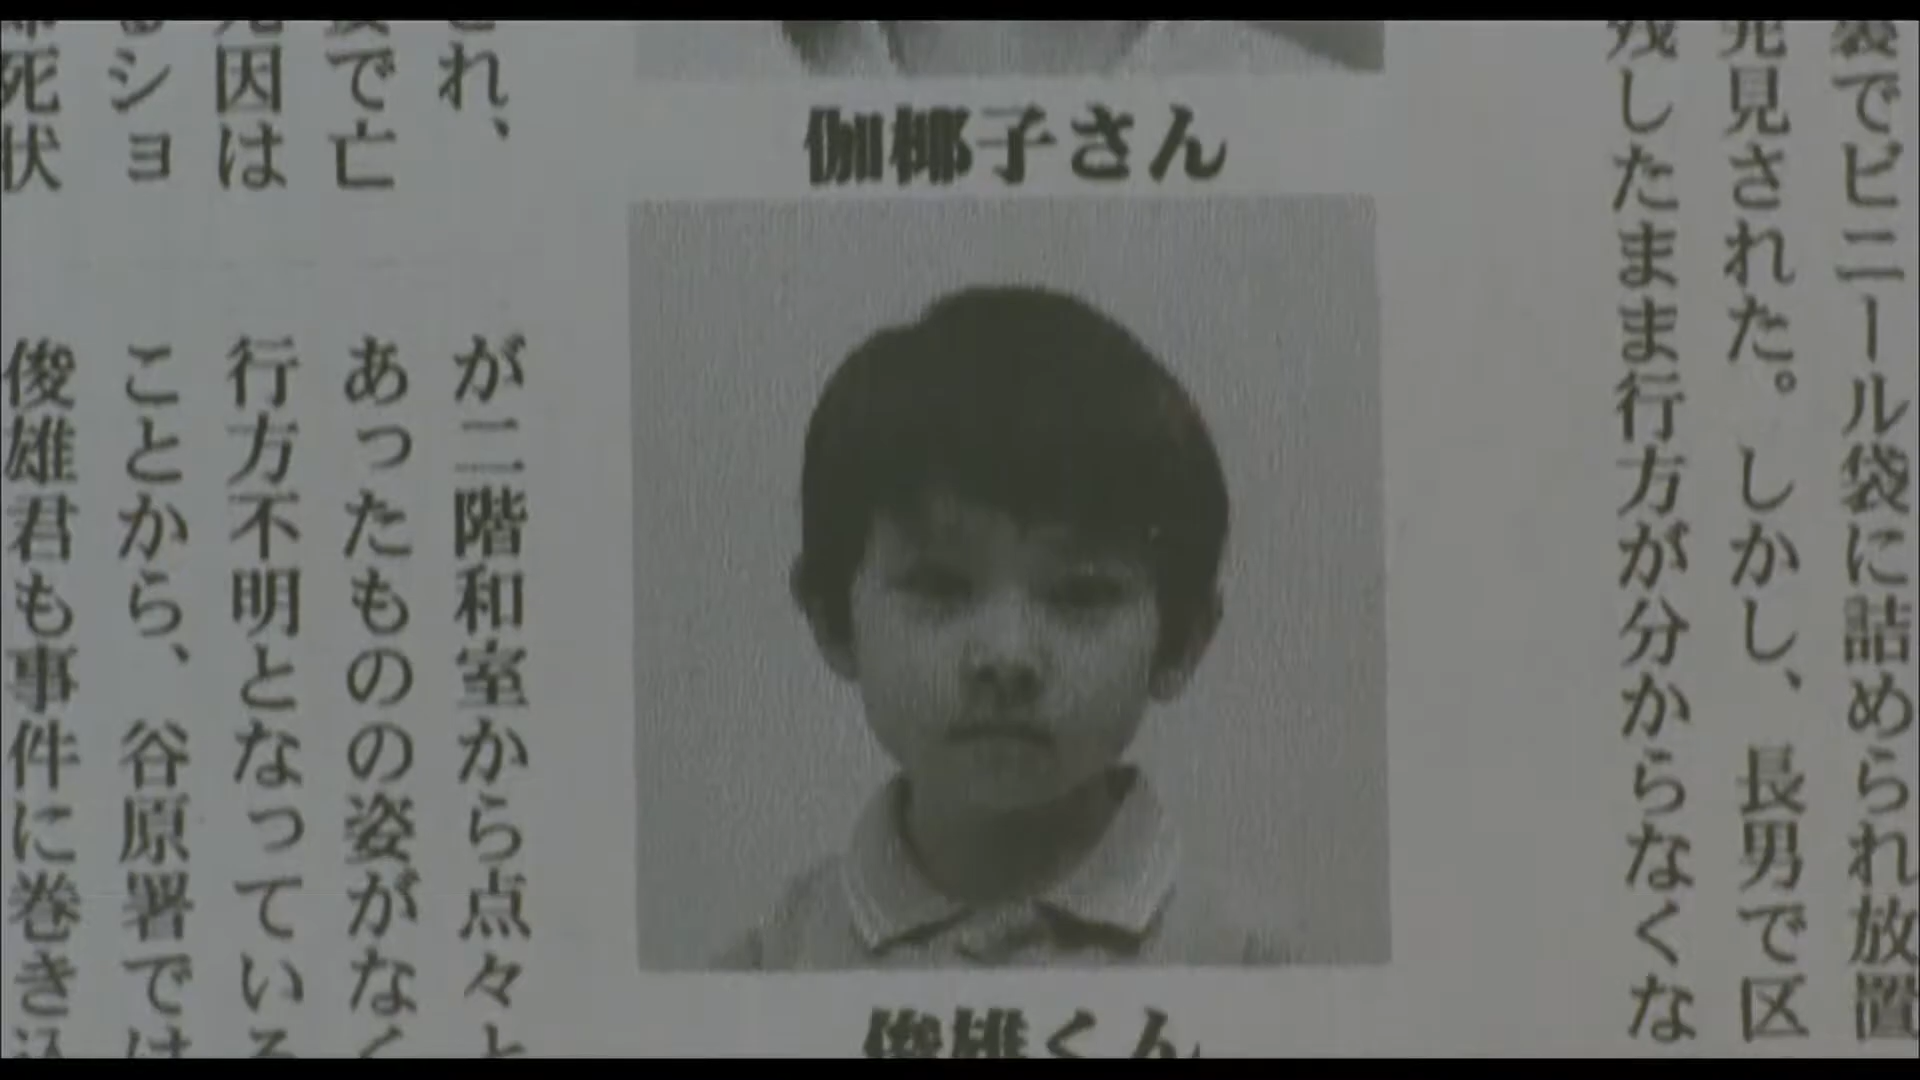 袋でビニール袋に詰められ放置
発見された。しかし、長男で区
残したまま行方が分からなくな
伽椰子さん
俊雄くん
され、
で亡
因は
ショ
死状
が二階和室から点々と
あったものの姿がなく
行方不明となっている
ことから、谷原署では
俊雄君も事件に巻き込